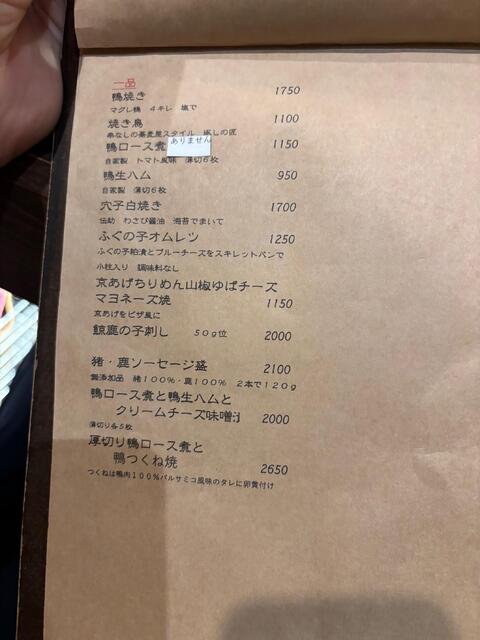 一品
鴨焼き 1750
マグレ鴨 4キレ 塩で
焼き鳥 1100
串なしの蕎麦屋スタイル 蒸しの匠
鴨ロース煮 ありません 1150
自家製 トマト風味 薄切6枚
鴨生ハム 950
自家製 薄切6枚
穴子白焼き 1700
伝助 わさび醤油 海苔でまいて
ふぐの子オムレツ 1250
ふぐの子粕漬とブルーチーズをスキレットパンで
小柱入り 調味料なし
京あげちりめん山椒ゆばチーズ
マヨネーズ焼 1150
京あげをピザ風に
鯨鹿の子刺し 50g位 2000
猪・鹿ソーセージ盛 2100
無添加品 猪100%・鹿100% 2本で120g
鴨ロース煮と鴨生ハムと
クリームチーズ味噌 2000
薄切り各5枚
厚切り鴨ロース煮と
鴨つくね焼 2650
つくねは鴨肉100%バルサミコ風味のタレに卵黄付け